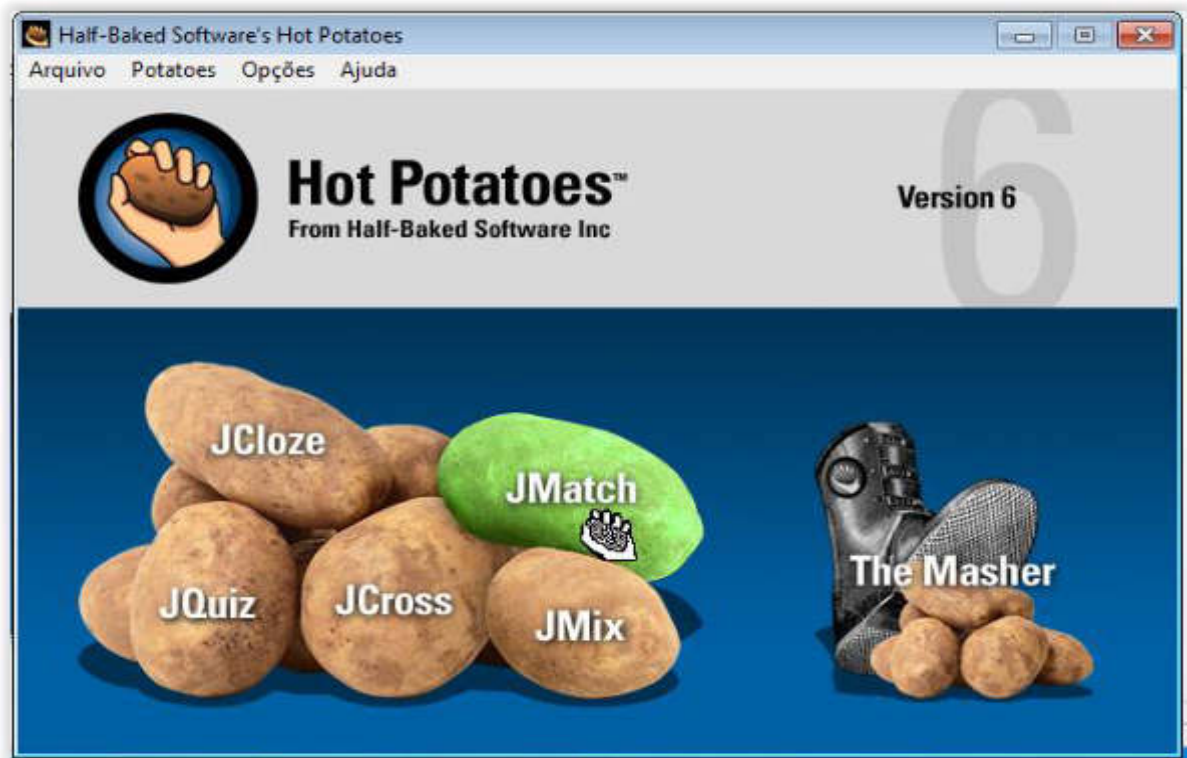 Half-Baked Software's Hot Potatoes
Arquivo Potatoes Opções Ajuda
6
Hot Potatoes™
From Half-Baked Software Inc
Version 6
JCloze
JMatch
JQuiz
JCross
JMix
The Masher